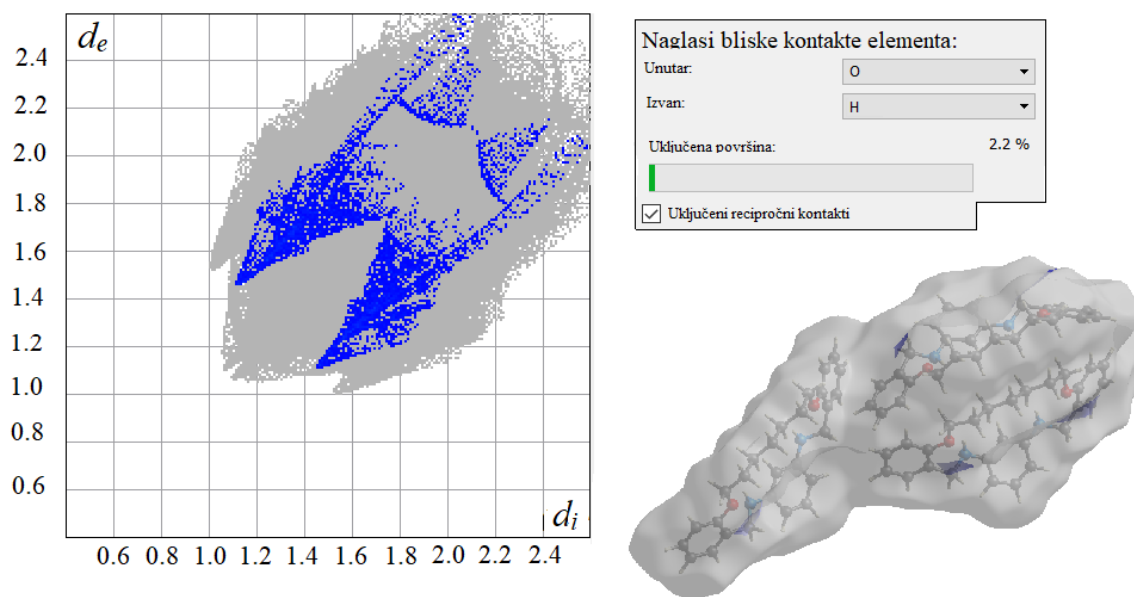 d_e
2.4
2.2
2.0
1.8
1.6
1.4
1.2
1.0
0.8
0.6
d_i
0.6 0.8 1.0 1.2 1.4 1.6 1.8 2.0 2.2 2.4
Naglasi bliske kontakte elementa:
Unutar: O
Izvan: H
Uključena površina: 2.2 %
Uključeni recipročni kontakti